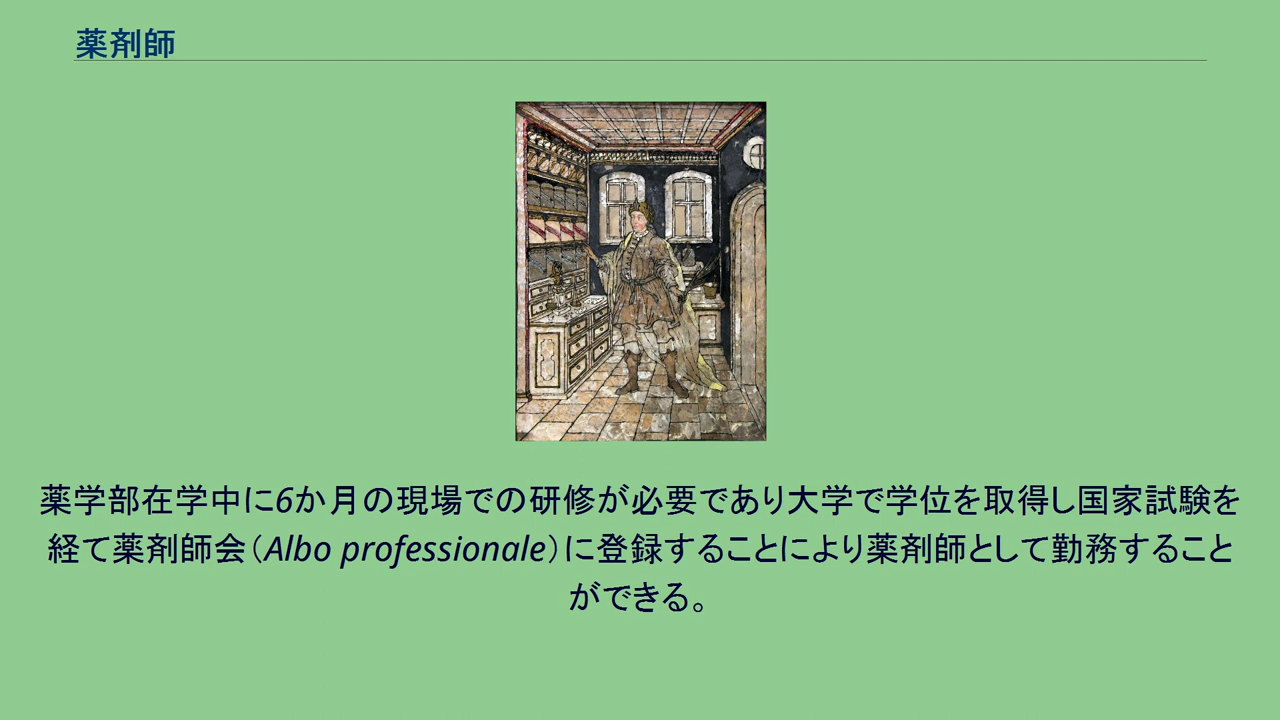 薬剤師
薬学部在学中に6か月の現場での研修が必要であり大学で学位を取得し国家試験を
経て薬剤師会（Albo professionale）に登録することにより薬剤師として勤務すること
ができる。